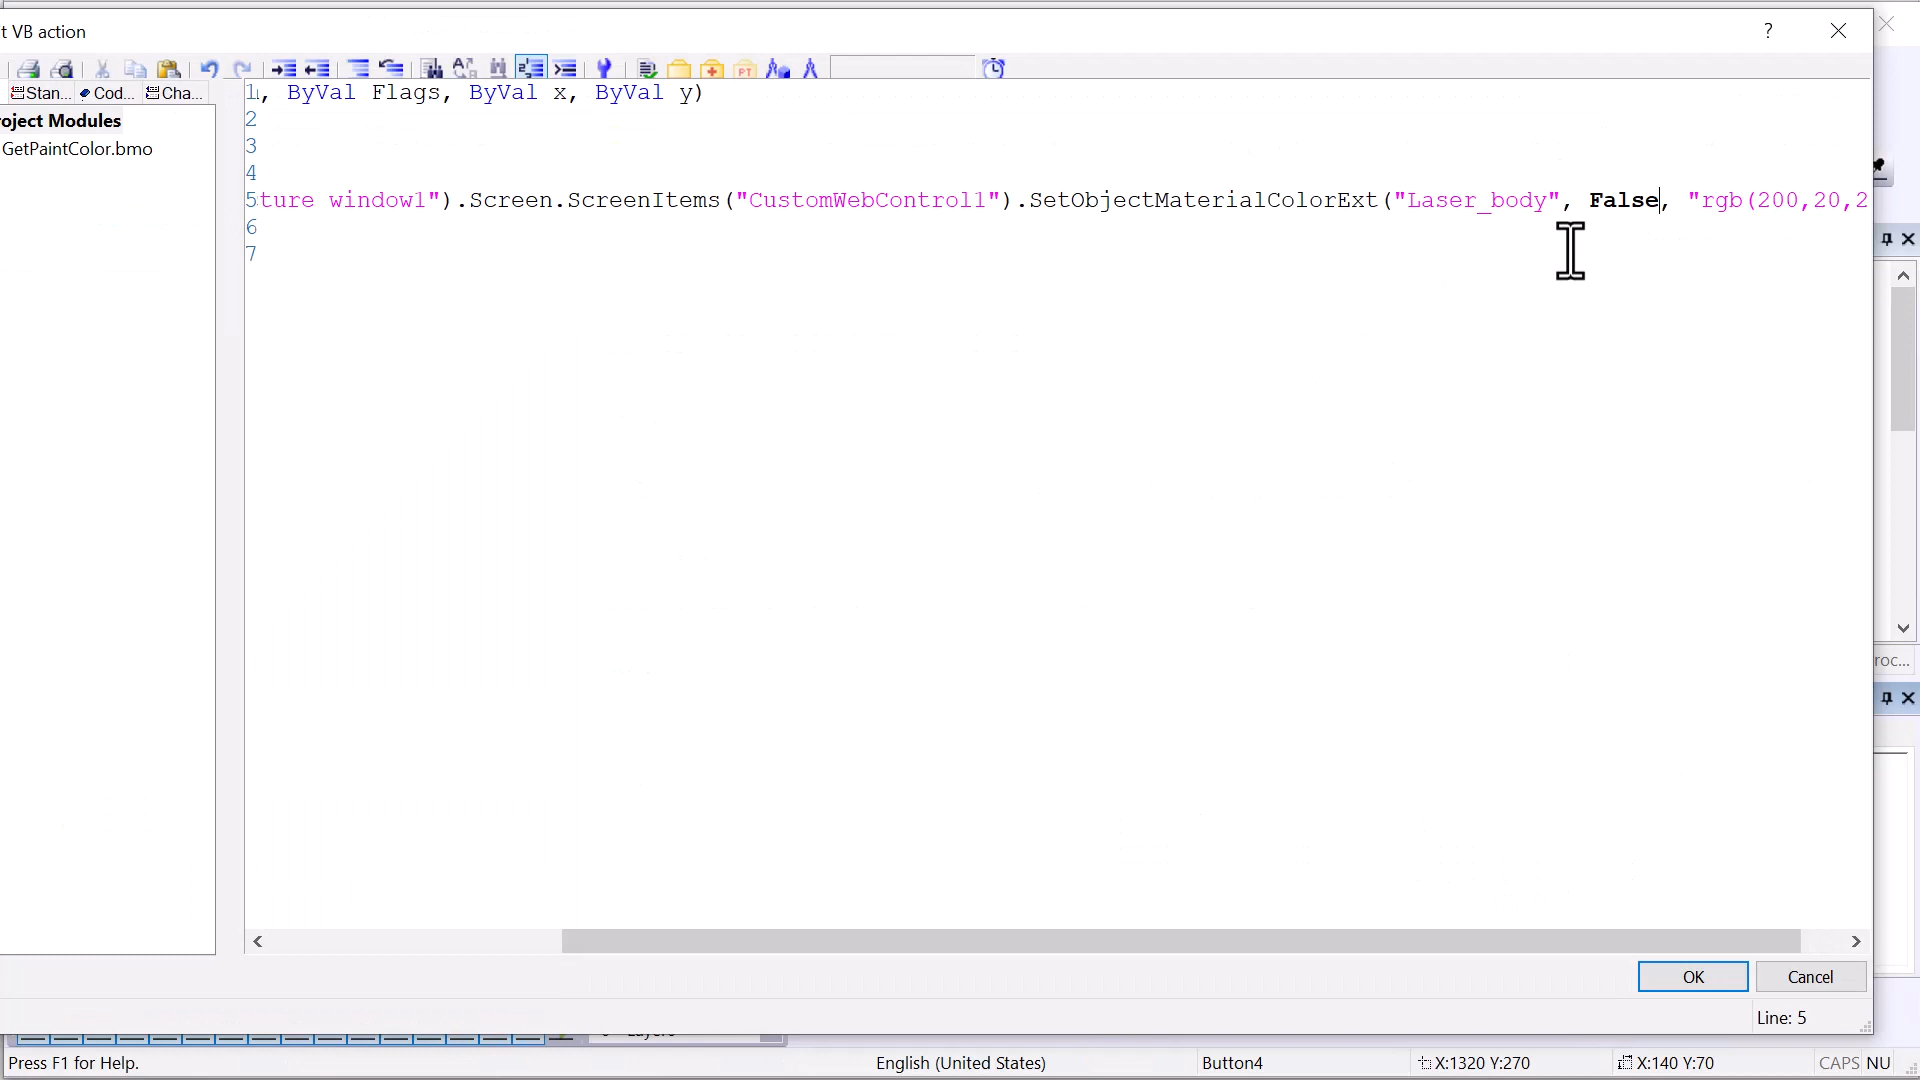 t VB action
?
Stan... Cod... Cha...
oject Modules
GetPaintColor.bmo
1, ByVal Flags, ByVal x, ByVal y)
2
3
4
5ture window1").Screen.ScreenItems("CustomWebControl1").SetObjectMaterialColorExt("Laser_body", False, "rgb(200,20,2
6
7
roc...
OK Cancel
Line: 5
Press F1 for Help. English (United States) Button4 X:1320 Y:270 X:140 Y:70 CAPS NU